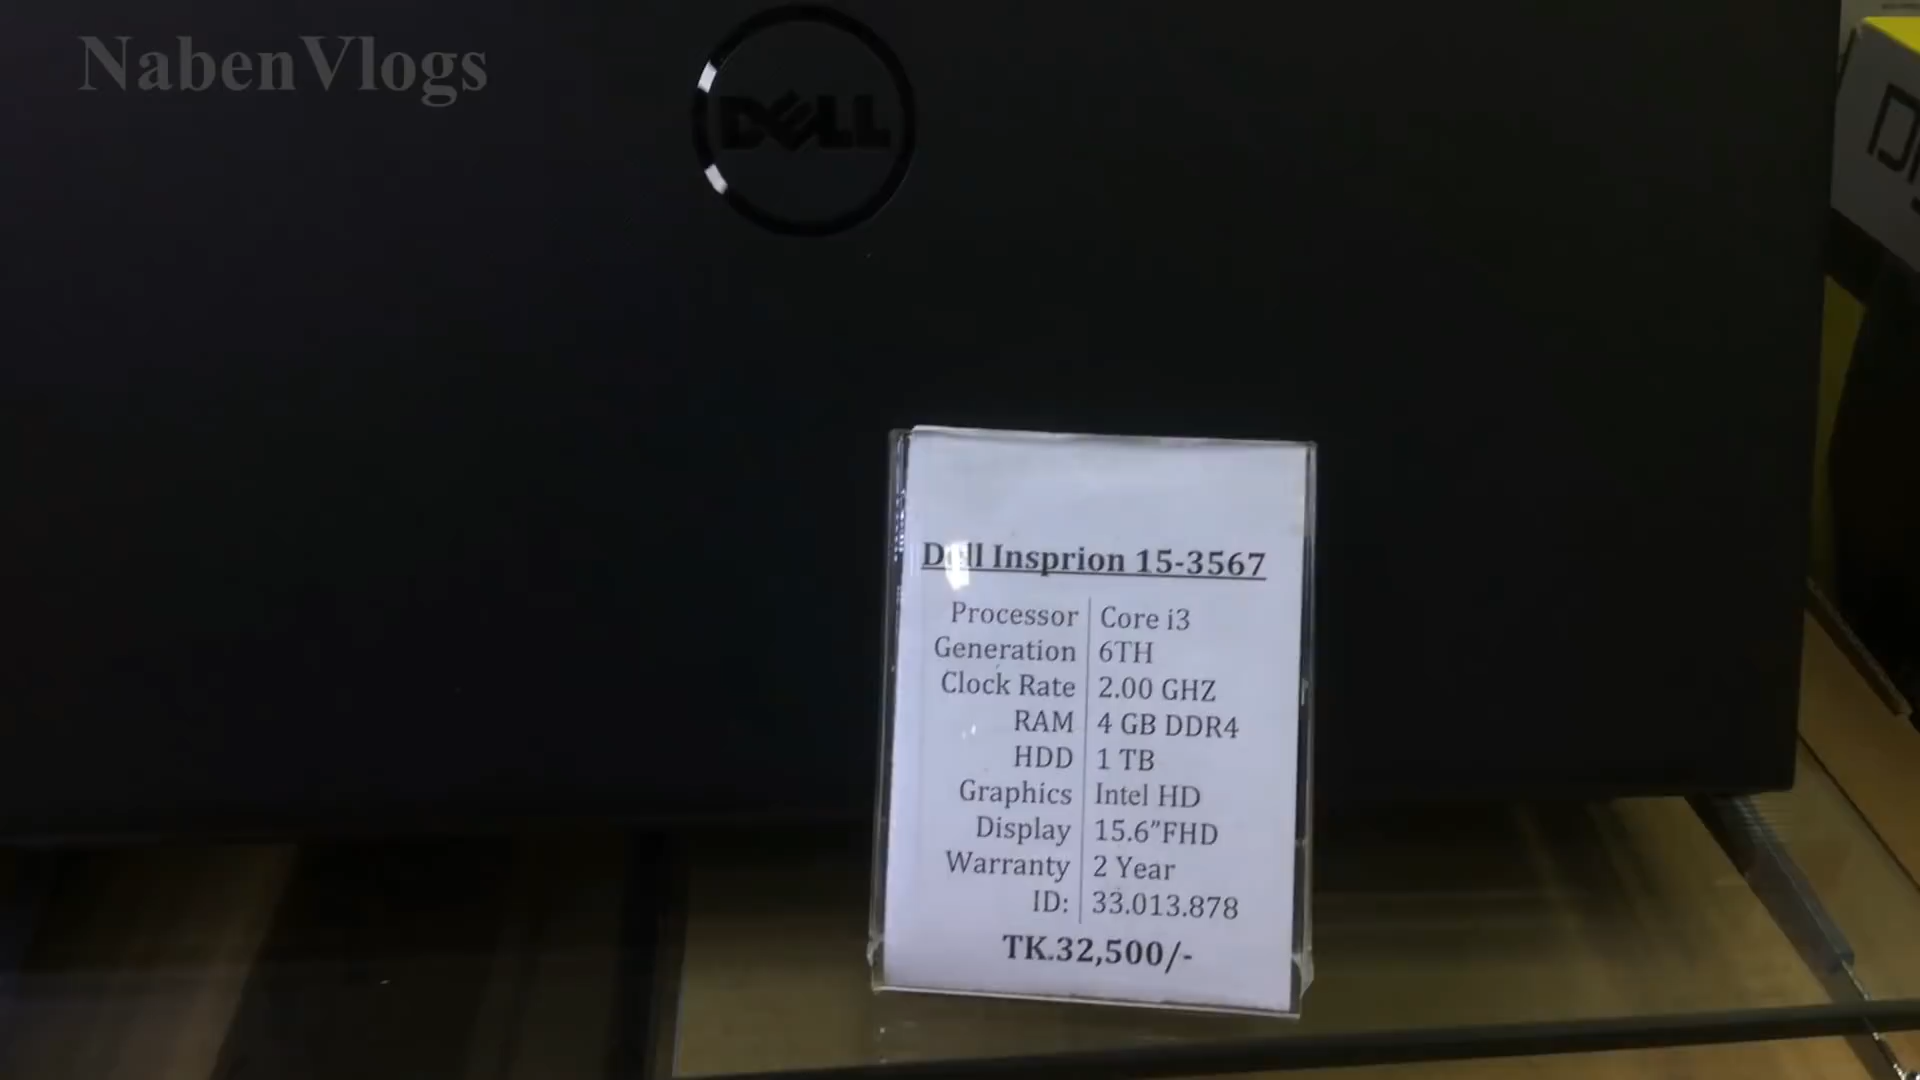 NabenVlogs
DELL
Dell Insprion 15-3567
Processor Core i3
Generation 6TH
Clock Rate 2.00 GHZ
RAM 4 GB DDR4
HDD 1 TB
Graphics Intel HD
Display 15.6”FHD
Warranty 2 Year
ID: 33.013.878
TK.32,500/-